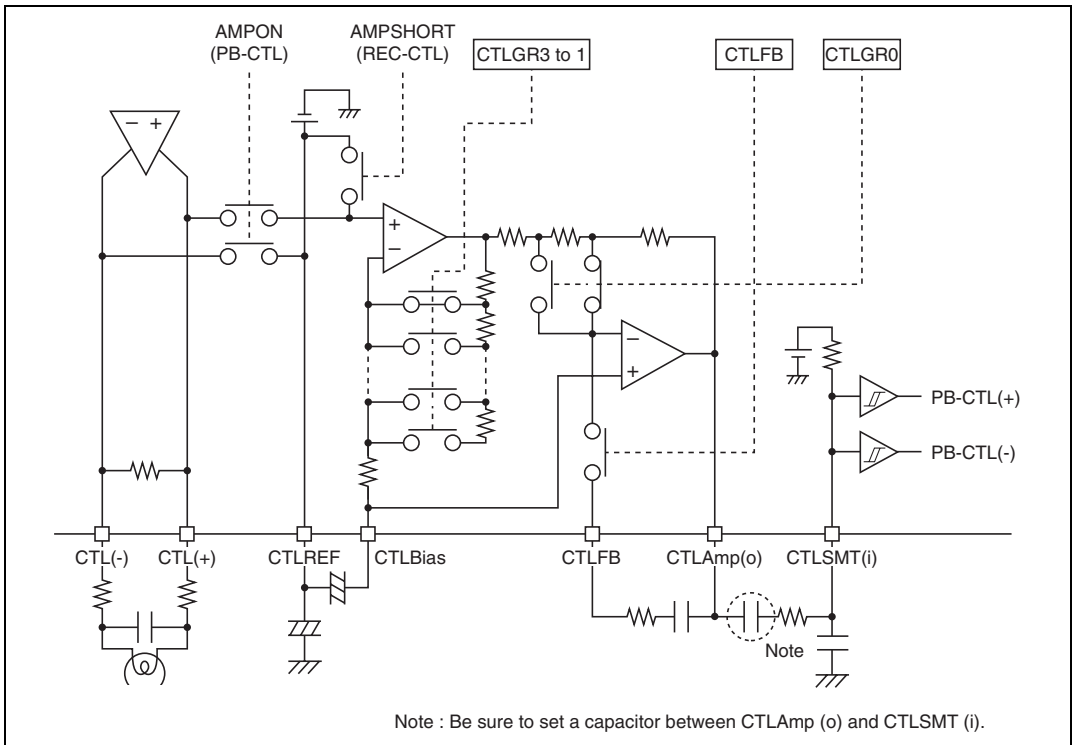 AMPON
(PB-CTL)
AMPSHORT
(REC-CTL)
CTLGR3 to 1
CTLFB
CTLGR0
− +
+
−
−
+
PB-CTL(+)
PB-CTL(-)
CTL(-)
CTL(+)
CTLREF
CTLBias
CTLFB
CTLAmp(o)
CTLSMT(i)
Note
Note : Be sure to set a capacitor between CTLAmp (o) and CTLSMT (i).